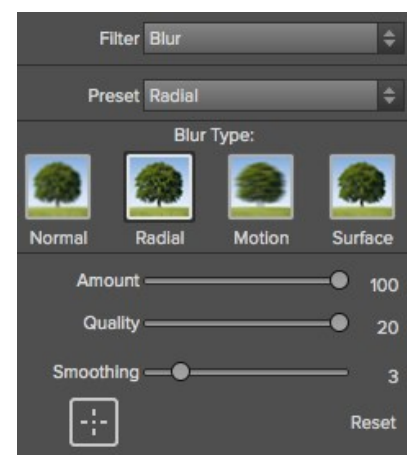 Filter Blur
Preset Radial
Blur Type:
Normal Radial Motion Surface
Amount 100
Quality 20
Smoothing 3
Reset